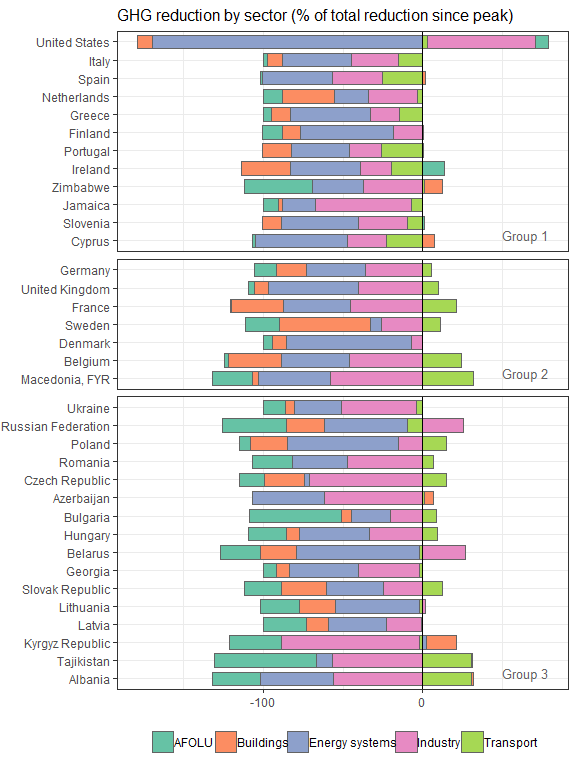 GHG reduction by sector (% of total reduction since peak)
United States
Italy
Spain
Netherlands
Greece
Finland
Portugal
Ireland
Zimbabwe
Jamaica
Slovenia
Cyprus
Group 1
Germany
United Kingdom
France
Sweden
Denmark
Belgium
Macedonia, FYR
Group 2
Ukraine
Russian Federation
Poland
Romania
Czech Republic
Azerbaijan
Bulgaria
Hungary
Belarus
Georgia
Slovak Republic
Lithuania
Latvia
Kyrgyz Republic
Tajikistan
Albania
Group 3
-100 0
AFOLU Buildings Energy systems Industry Transport